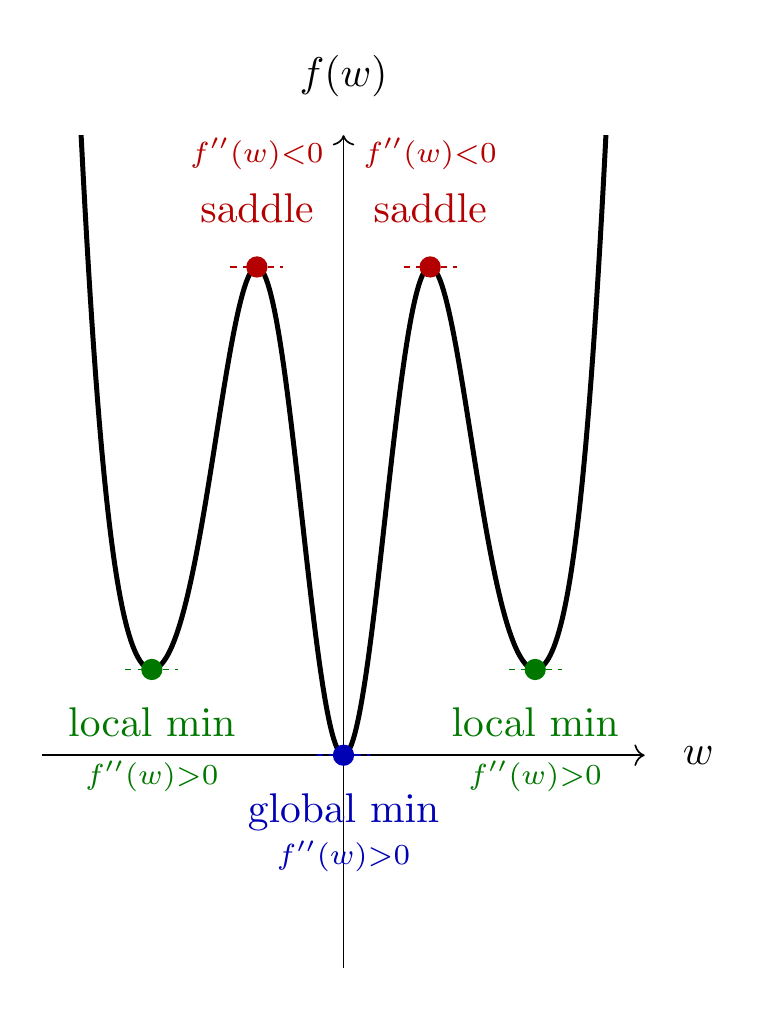 f(w)
f''(w)<0 f''(w)<0
saddle saddle
local min local min
w
f''(w)>0 f''(w)>0
global min
f''(w)>0